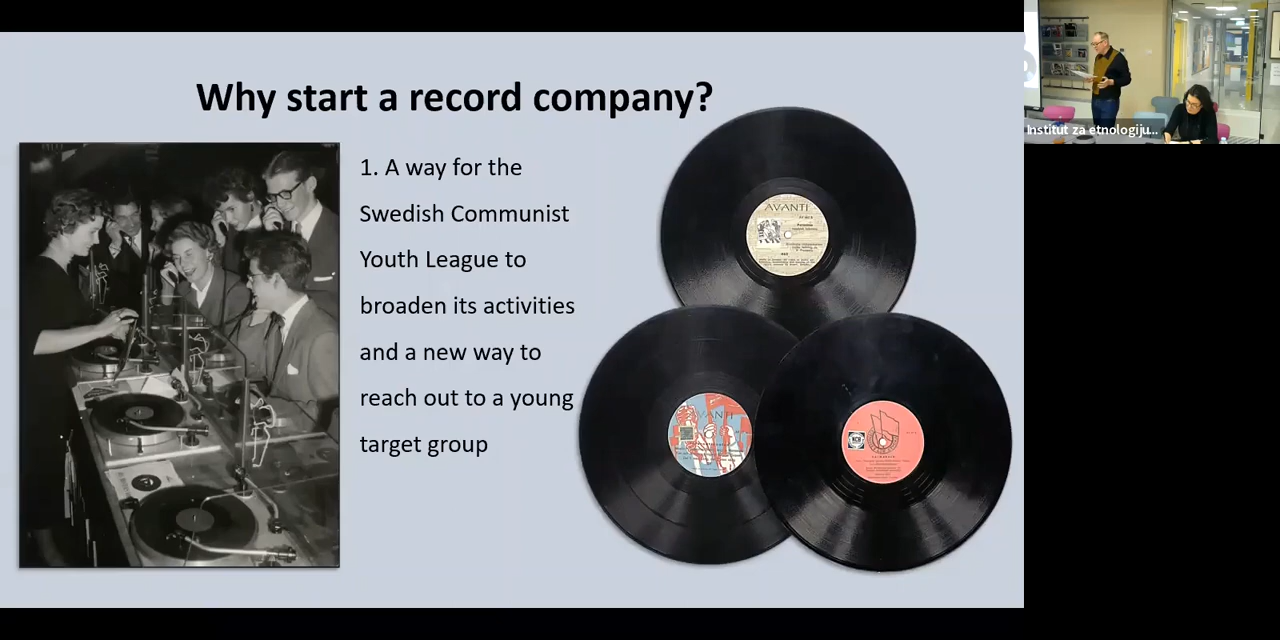 Why start a record company?
1. A way for the
Swedish Communist
Youth League to
broaden its activities
and a new way to
reach out to a young
target group
AVANTI
AVANTI
Institut za etnologiju...